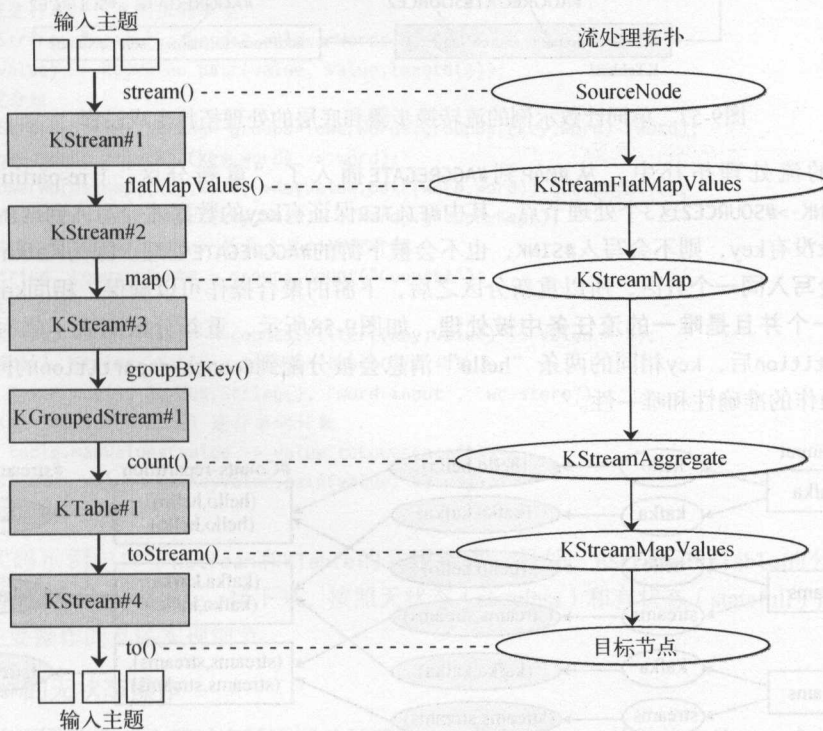 输入主题
流处理拓扑
stream()
SourceNode
KStream#1
flatMapValues()
KStreamFlatMapValues
KStream#2
map()
KStreamMap
KStream#3
groupByKey()
KGroupedStream#1
count()
KStreamAggregate
KTable#1
toStream()
KStreamMapValues
KStream#4
to()
目标节点
输入主题